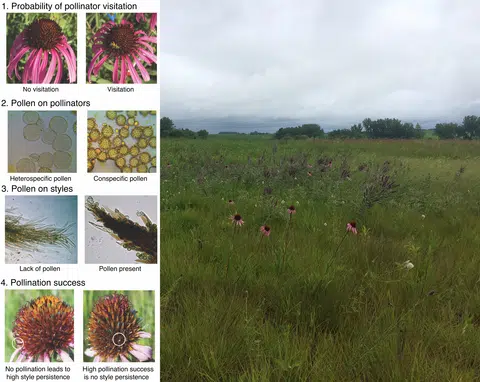 1. Probability of pollinator visitation
No visitation
Visitation
2. Pollen on pollinators
Heterospecific pollen
Conspecific pollen
3. Pollen on styles
Lack of pollen
Pollen present
4. Pollination success
No pollination leads to
high style persistence
High pollination success
is no style persistence